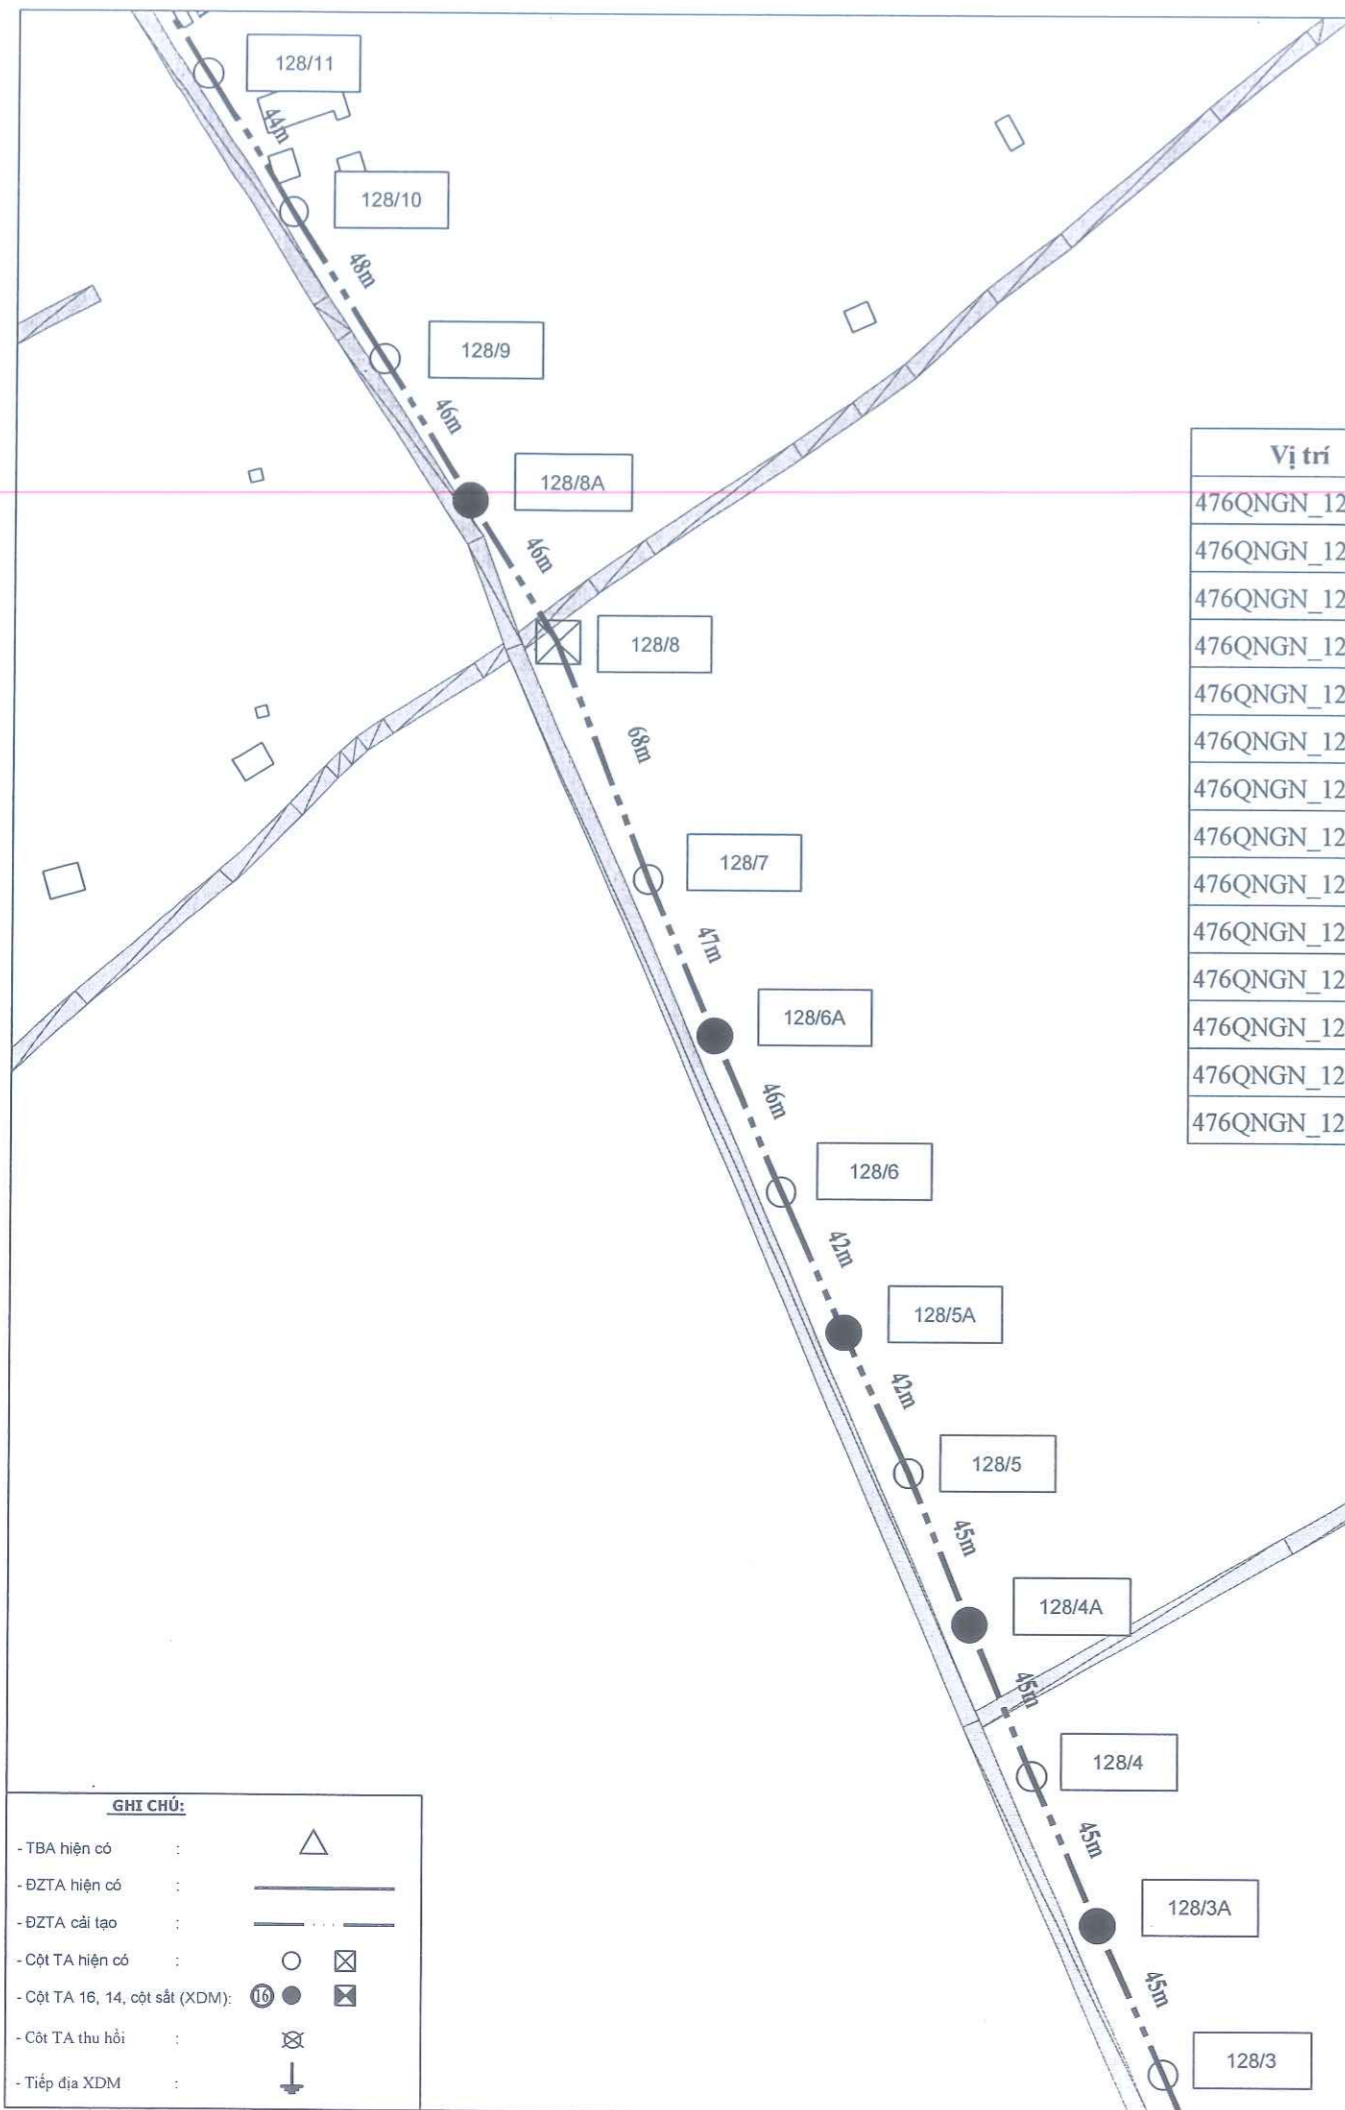 128/11
44m
128/10
48m
128/9
46m
128/8A
46m
128/8
68m
128/7
47m
128/6A
46m
128/6
42m
128/5A
42m
128/5
45m
128/4A
45m
128/4
45m
128/3A
45m
128/3
Vị trí
476QNGN_12
476QNGN_12
476QNGN_12
476QNGN_12
476QNGN_12
476QNGN_12
476QNGN_12
476QNGN_12
476QNGN_12
476QNGN_12
476QNGN_12
476QNGN_12
476QNGN_12
476QNGN_12
GHI CHÚ:
- TBA hiện có :
- ĐZTA hiện có :
- ĐZTA cải tạo :
- Cột TA hiện có :
- Cột TA 16, 14, cột sắt (XDM): 16
- Côt TA thu hồi :
- Tiếp địa XDM :